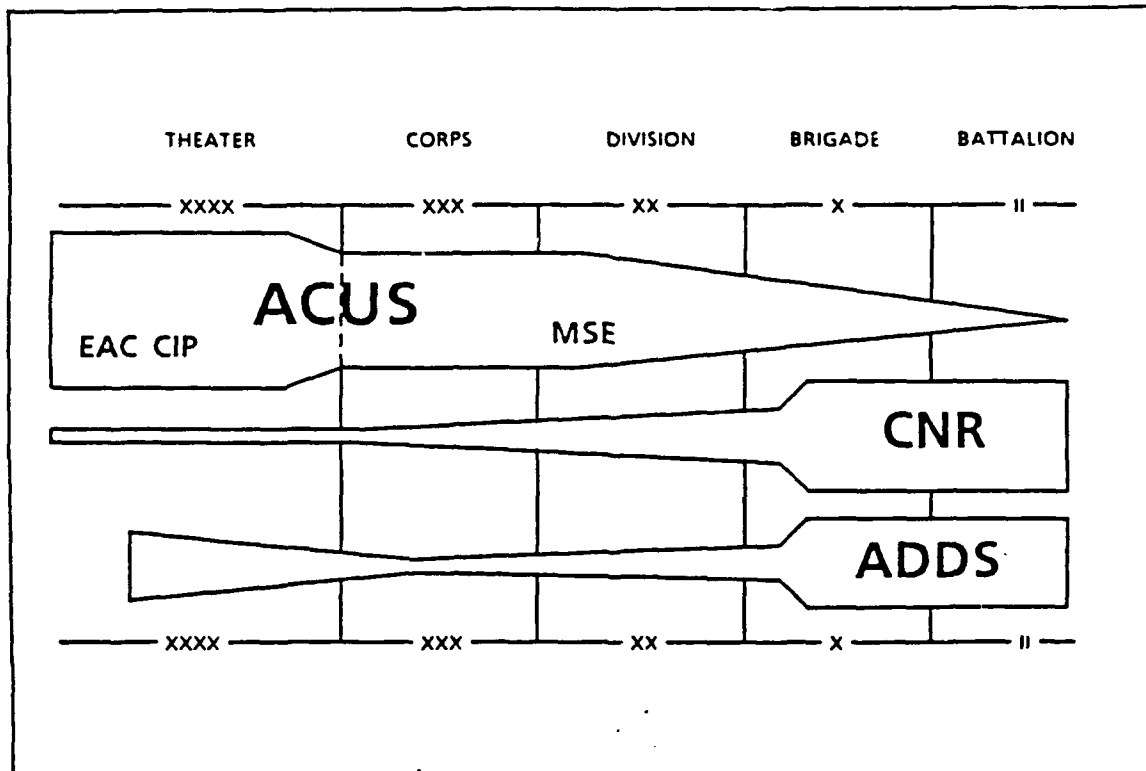 THEATER CORPS DIVISION BRIGADE BATTALION
XXXX XXX XX X II
ACUS
EAC CIP MSE
CNR
ADDS
XXXX XXX XX X II